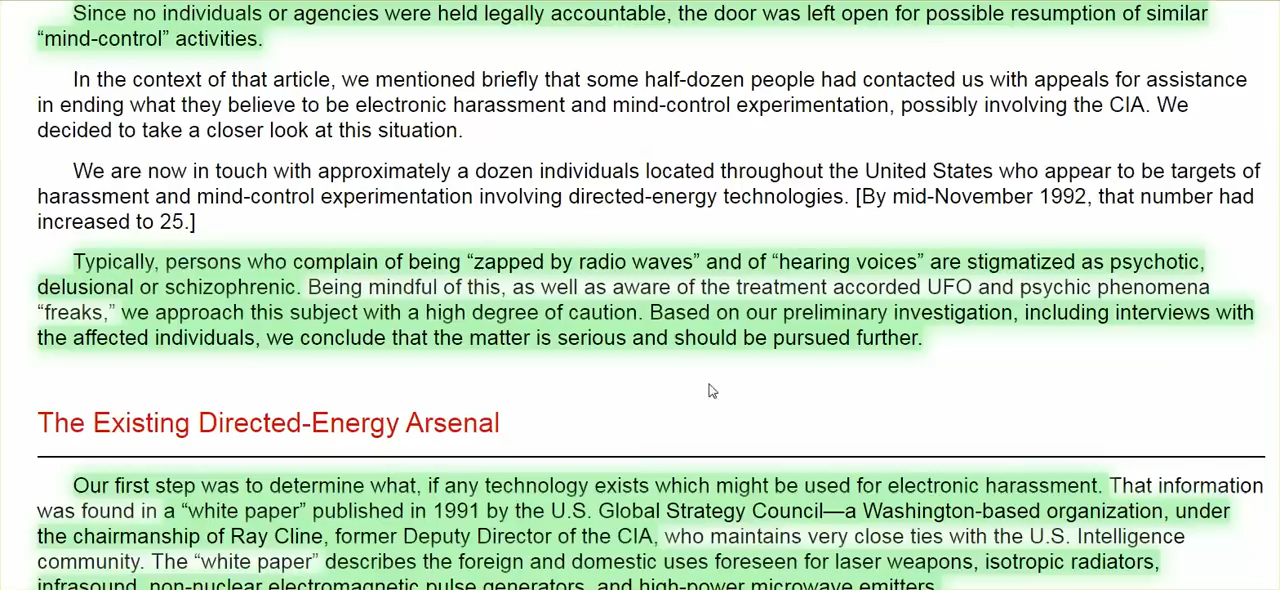 Since no individuals or agencies were held legally accountable, the door was left open for possible resumption of similar
“mind-control” activities.
In the context of that article, we mentioned briefly that some half-dozen people had contacted us with appeals for assistance
in ending what they believe to be electronic harassment and mind-control experimentation, possibly involving the CIA. We
decided to take a closer look at this situation.
We are now in touch with approximately a dozen individuals located throughout the United States who appear to be targets of
harassment and mind-control experimentation involving directed-energy technologies. [By mid-November 1992, that number had
increased to 25.]
Typically, persons who complain of being “zapped by radio waves” and of “hearing voices” are stigmatized as psychotic,
delusional or schizophrenic. Being mindful of this, as well as aware of the treatment accorded UFO and psychic phenomena
“freaks,” we approach this subject with a high degree of caution. Based on our preliminary investigation, including interviews with
the affected individuals, we conclude that the matter is serious and should be pursued further.
The Existing Directed-Energy Arsenal
Our first step was to determine what, if any technology exists which might be used for electronic harassment. That information
was found in a “white paper” published in 1991 by the U.S. Global Strategy Council—a Washington-based organization, under
the chairmanship of Ray Cline, former Deputy Director of the CIA, who maintains very close ties with the U.S. Intelligence
community. The “white paper” describes the foreign and domestic uses foreseen for laser weapons, isotropic radiators,
infrasound, non-nuclear electromagnetic pulse generators, and high-power microwave emitters.